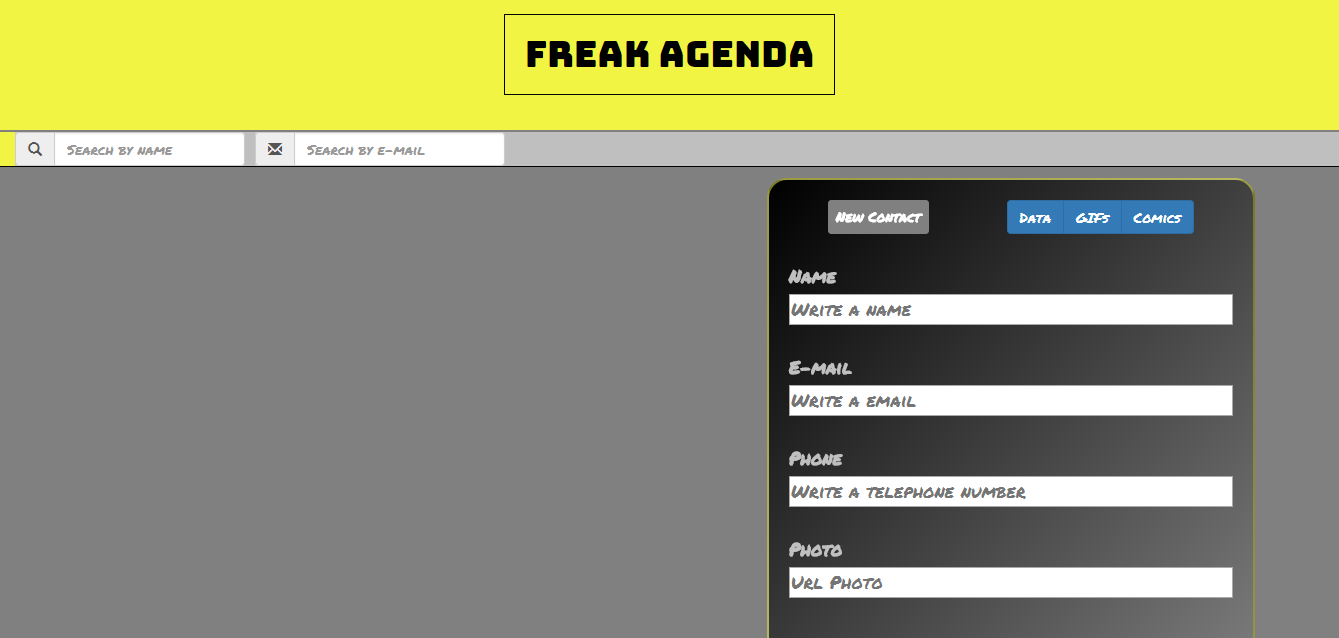 FREAK AGENDA
Search by name Search by e-mail
New Contact Data GIFs Comics
Name
Write a name
E-mail
Write a email
Phone
Write a telephone number
Photo
Url Photo